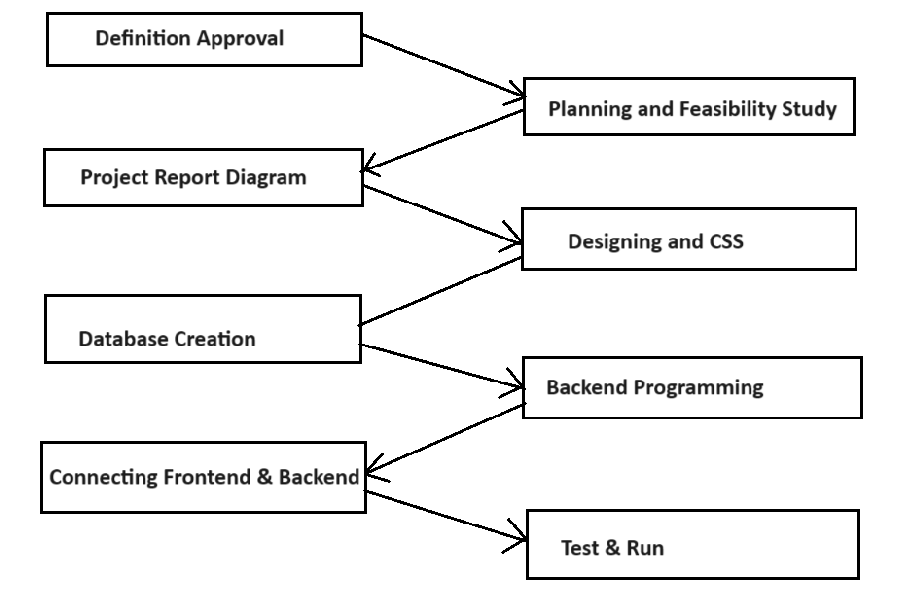 Definition Approval
Planning and Feasibility Study
Project Report Diagram
Designing and CSS
Database Creation
Backend Programming
Connecting Frontend & Backend
Test & Run